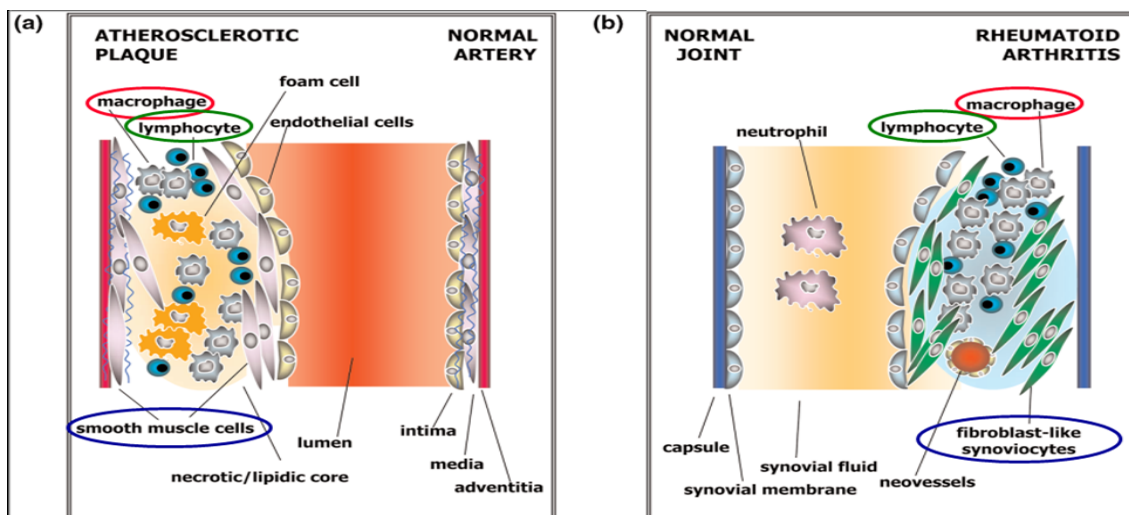 (a)
ATHEROSCLEROTIC
PLAQUE
NORMAL
ARTERY
foam cell
macrophage
lymphocyte
endothelial cells
smooth muscle cells
lumen
necrotic/lipidic core
intima
media
adventitia
(b)
NORMAL
JOINT
RHEUMATOID
ARTHRITIS
macrophage
lymphocyte
neutrophil
capsule
synovial fluid
synovial membrane
neovessels
fibroblast-like
synoviocytes